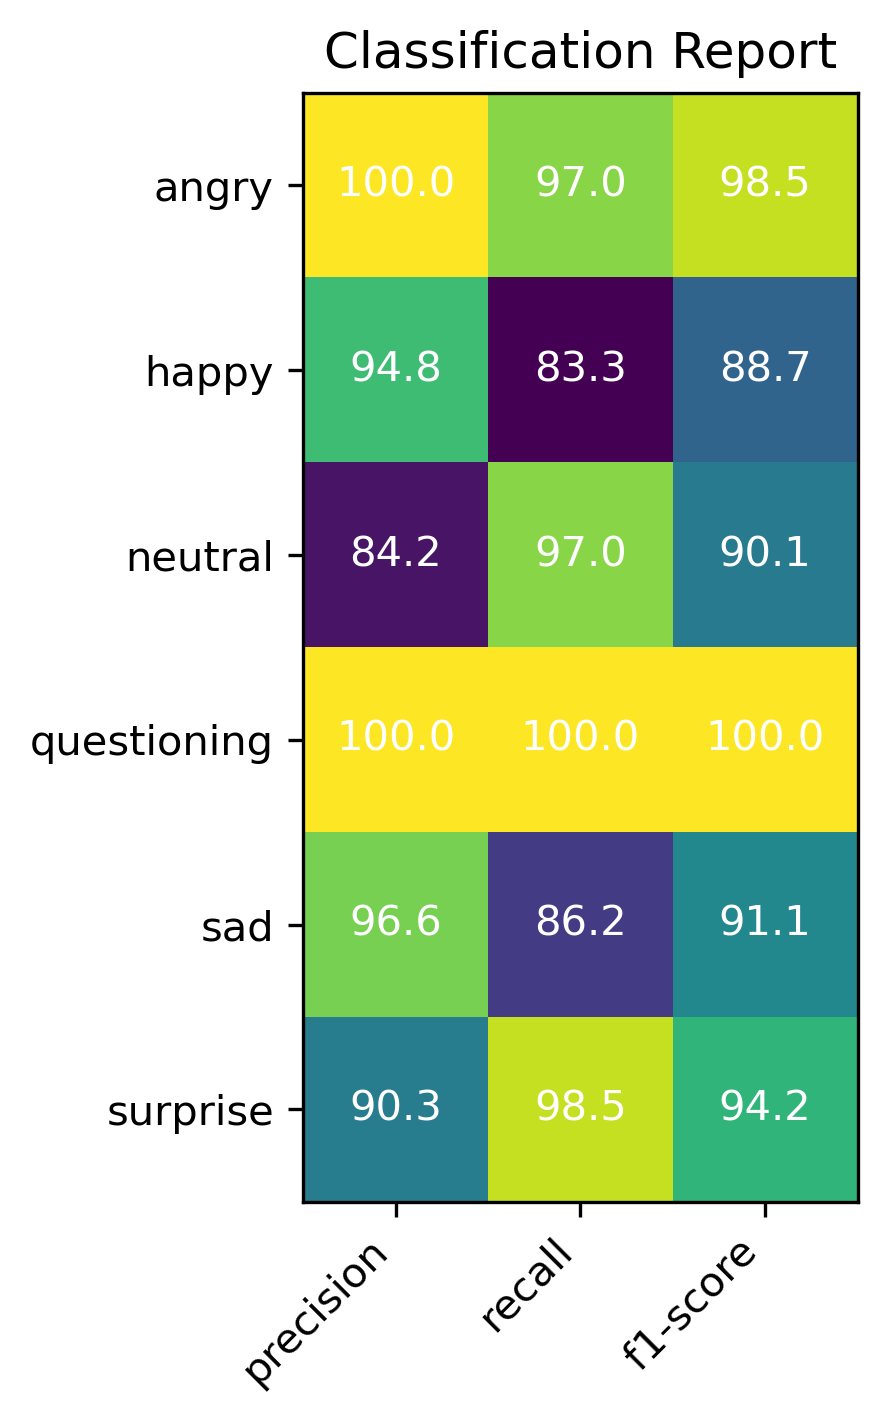 Classification Report
angry 100.0 97.0 98.5
happy 94.8 83.3 88.7
neutral 84.2 97.0 90.1
questioning 100.0 100.0 100.0
sad 96.6 86.2 91.1
surprise 90.3 98.5 94.2
precision recall f1-score